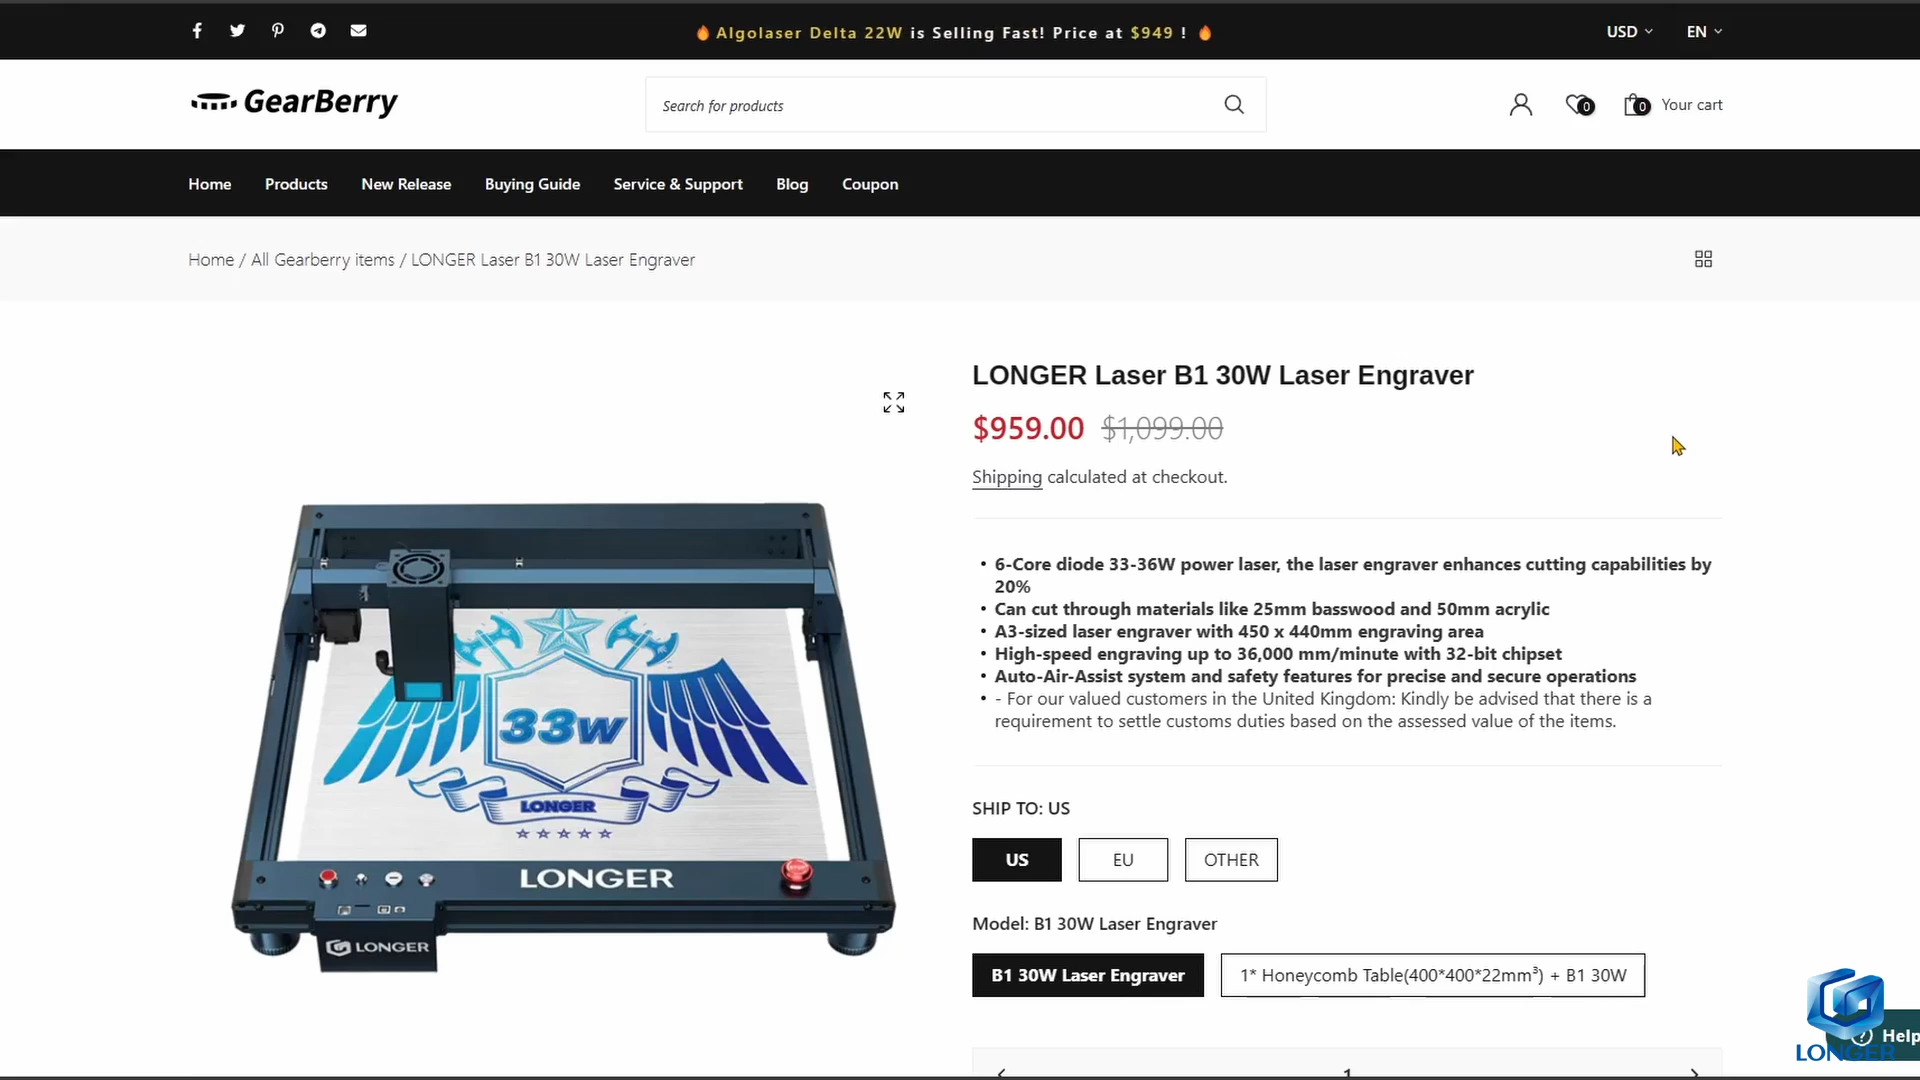 Algolaser Delta 22W is Selling Fast! Price at $949 !
USD
EN
GearBerry
Search for products
0
0
Your cart
Home
Products
New Release
Buying Guide
Service & Support
Blog
Coupon
Home / All Gearberry items / LONGER Laser B1 30W Laser Engraver
LONGER Laser B1 30W Laser Engraver
$959.00 $1,099.00
Shipping calculated at checkout.
• 6-Core diode 33-36W power laser, the laser engraver enhances cutting capabilities by
20%
• Can cut through materials like 25mm basswood and 50mm acrylic
• A3-sized laser engraver with 450 x 440mm engraving area
• High-speed engraving up to 36,000 mm/minute with 32-bit chipset
• Auto-Air-Assist system and safety features for precise and secure operations
• - For our valued customers in the United Kingdom: Kindly be advised that there is a
requirement to settle customs duties based on the assessed value of the items.
33W
LONGER
LONGER
LONGER
SHIP TO: US
US
EU
OTHER
Model: B1 30W Laser Engraver
B1 30W Laser Engraver
1* Honeycomb Table(400*400*22mm³) + B1 30W
1
Help
LONGER